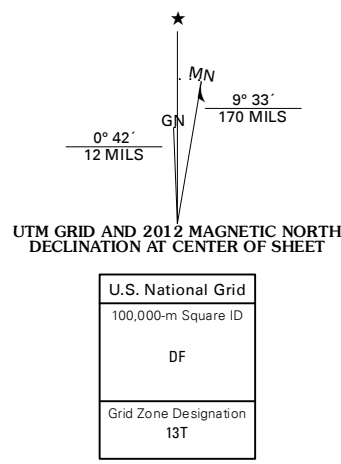 ★
MN
GN
9° 33´
170 MILS
0° 42´
12 MILS
UTM GRID AND 2012 MAGNETIC NORTH
DECLINATION AT CENTER OF SHEET
U.S. National Grid
100,000-m Square ID
DF
Grid Zone Designation
13T